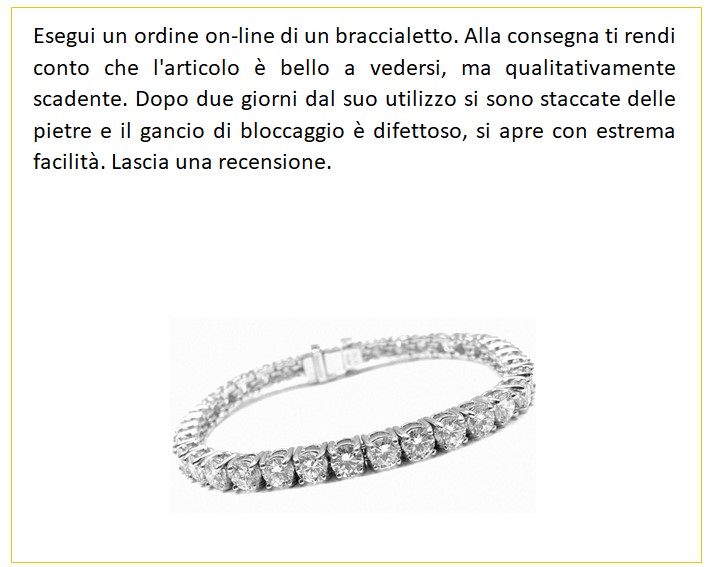 Esegui un ordine on-line di un braccialetto. Alla consegna ti rendi
conto che l'articolo è bello a vedersi, ma qualitativamente
scadente. Dopo due giorni dal suo utilizzo si sono staccate delle
pietre e il gancio di bloccaggio è difettoso, si apre con estrema
facilità. Lascia una recensione.